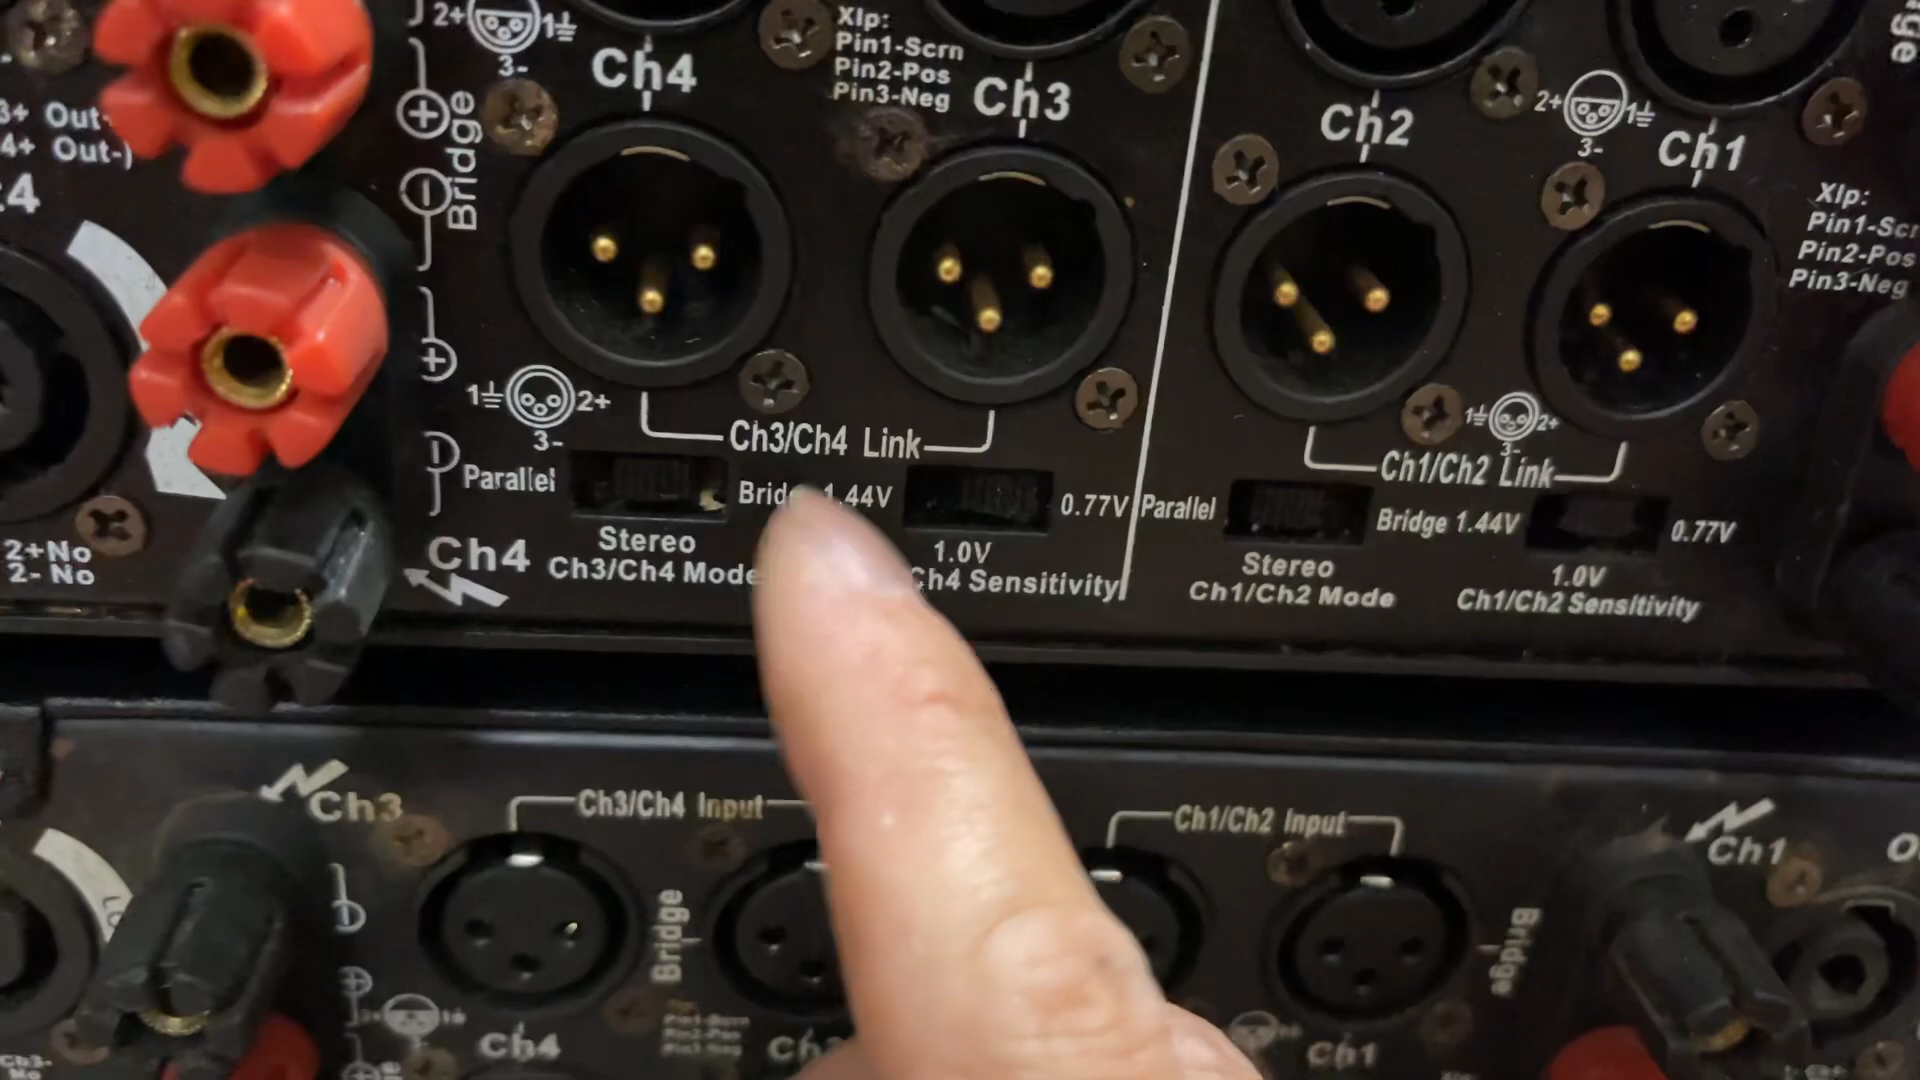 2+
1
3-
Ch4
Xlp:
Pin1-Scrn
Pin2-Pos
Pin3-Neg
Ch3
Ch2
2+
1
3-
Ch1
Xlp:
Pin1-Scr
Pin2-Pos
Pin3-Neg
3+ Out-
4+ Out-)
Bridge
1
2+
3-
Ch3/Ch4 Link
1
2+
3-
Ch1/Ch2 Link
Parallel
1.44V
0.77V
Parallel
Bridge 1.44V
0.77V
Stereo
1.0V
Stereo
1.0V
Ch3/Ch4 Mode
Ch4 Sensitivity
Ch1/Ch2 Mode
Ch1/Ch2 Sensitivity
2+No
2- No
Ch4
Ch3
Ch3/Ch4 Input
Ch1/Ch2 Input
Ch1
Bridge
Bridge
Ch4
Ch1